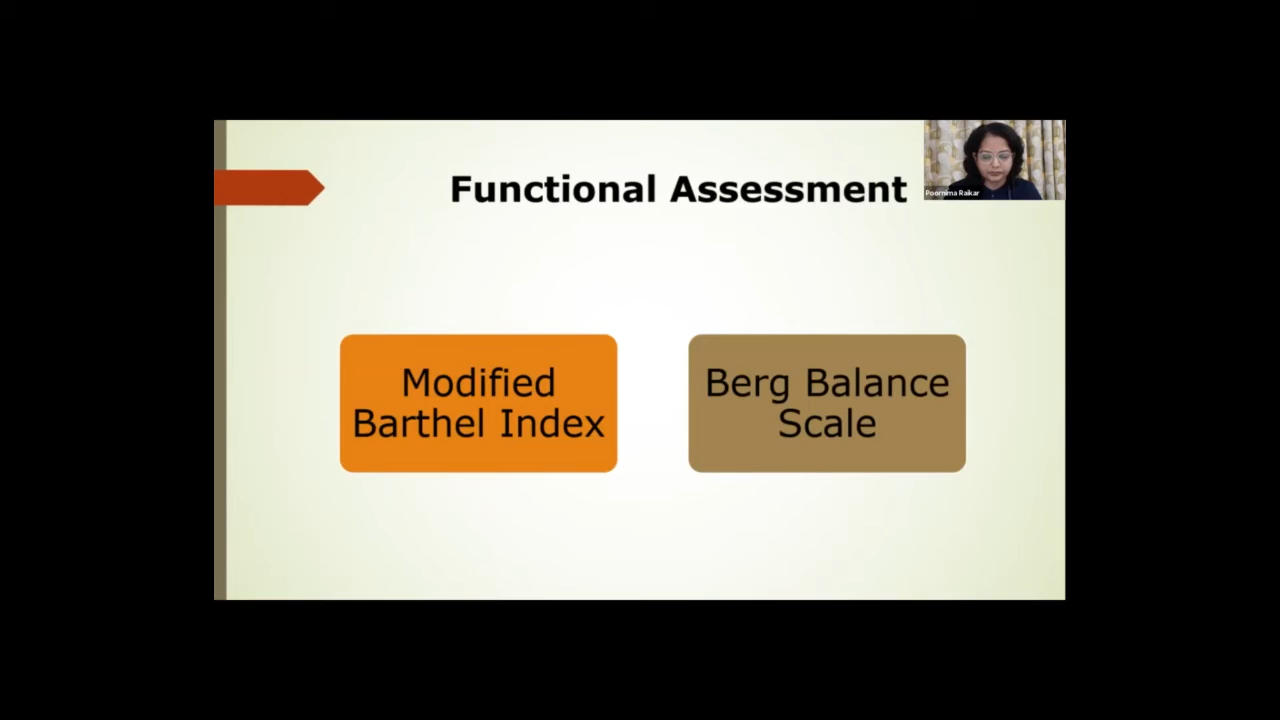 Functional Assessment
Poornima Raikar
Modified
Barthel Index
Berg Balance
Scale